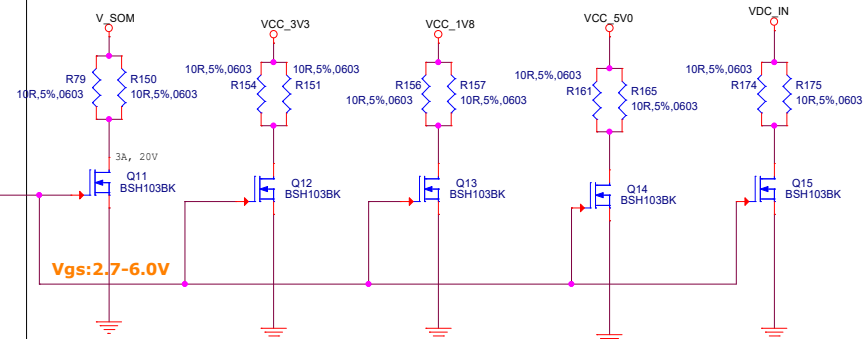 V_SOM
VCC_3V3
VCC_1V8
VCC_5V0
VDC_IN
R79
10R,5%,0603
R150
10R,5%,0603
10R,5%,0603
R154
10R,5%,0603
R151
R156
10R,5%,0603
R157
10R,5%,0603
10R,5%,0603
R161
R165
10R,5%,0603
10R,5%,0603
R174
R175
10R,5%,0603
3A, 20V
Q11
BSH103BK
Q12
BSH103BK
Q13
BSH103BK
Q14
BSH103BK
Q15
BSH103BK
Vgs:2.7-6.0V